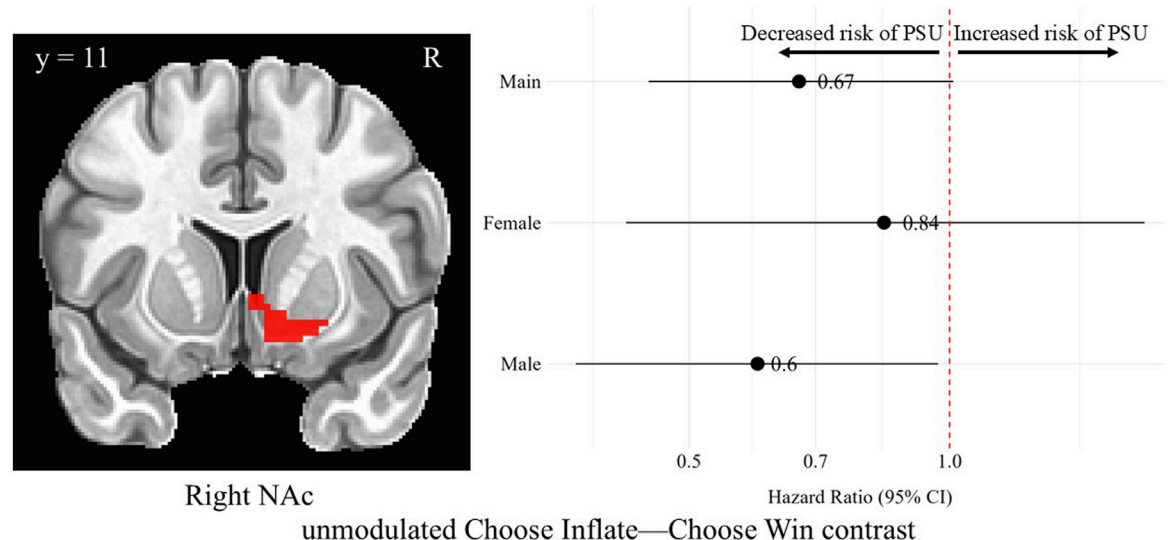 y = 11
R
Right NAc
Decreased risk of PSU
Increased risk of PSU
Main
0.67
Female
0.84
Male
0.6
0.5
0.7
1.0
Hazard Ratio (95% CI)
unmodulated Choose Inflate—Choose Win contrast